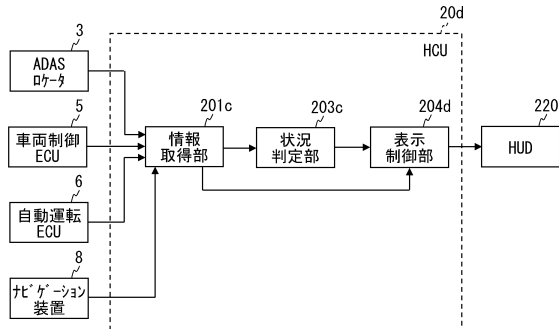 20d
HCU
3
ADAS
ロケータ
5
車両制御
ECU
6
自動運転
ECU
8
ナビゲーション
装置
201c
情報
取得部
203c
状況
判定部
204d
表示
制御部
220
HUD